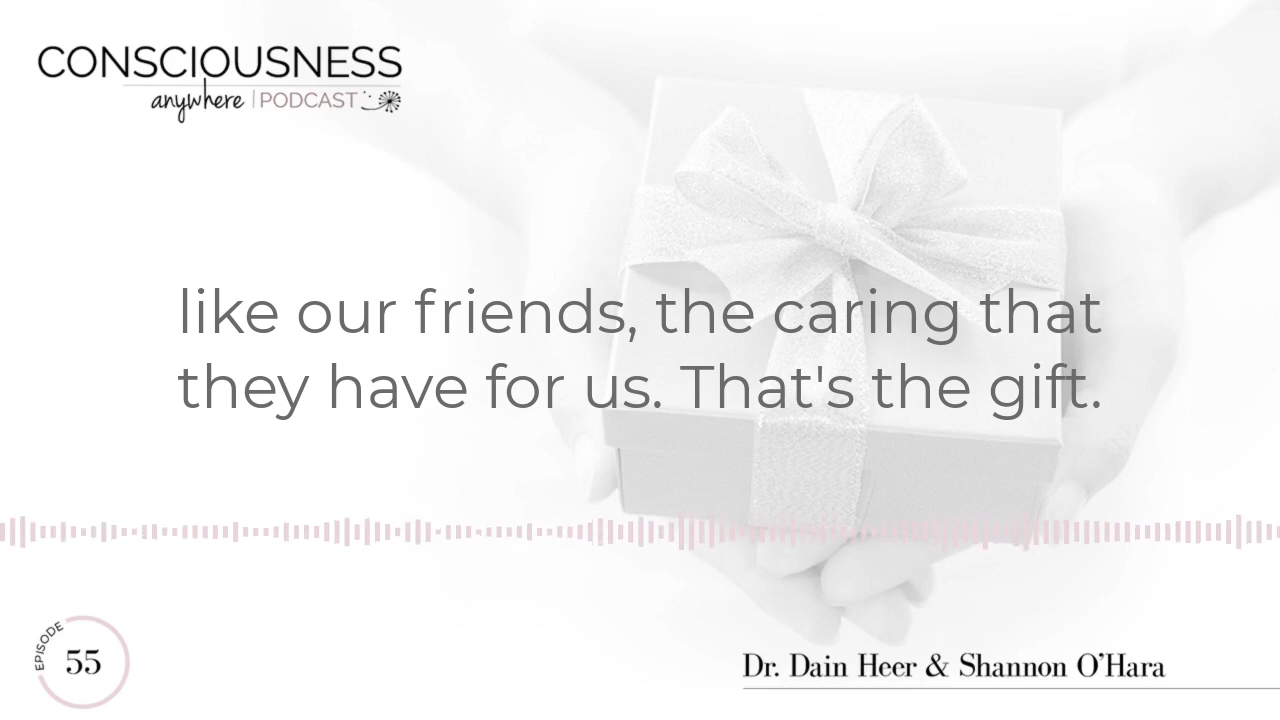 CONSCIOUSNESS
anywhere | PODCAST
like our friends, the caring that
they have for us. That's the gift.
EPISODE
55
Dr. Dain Heer & Shannon O'Hara